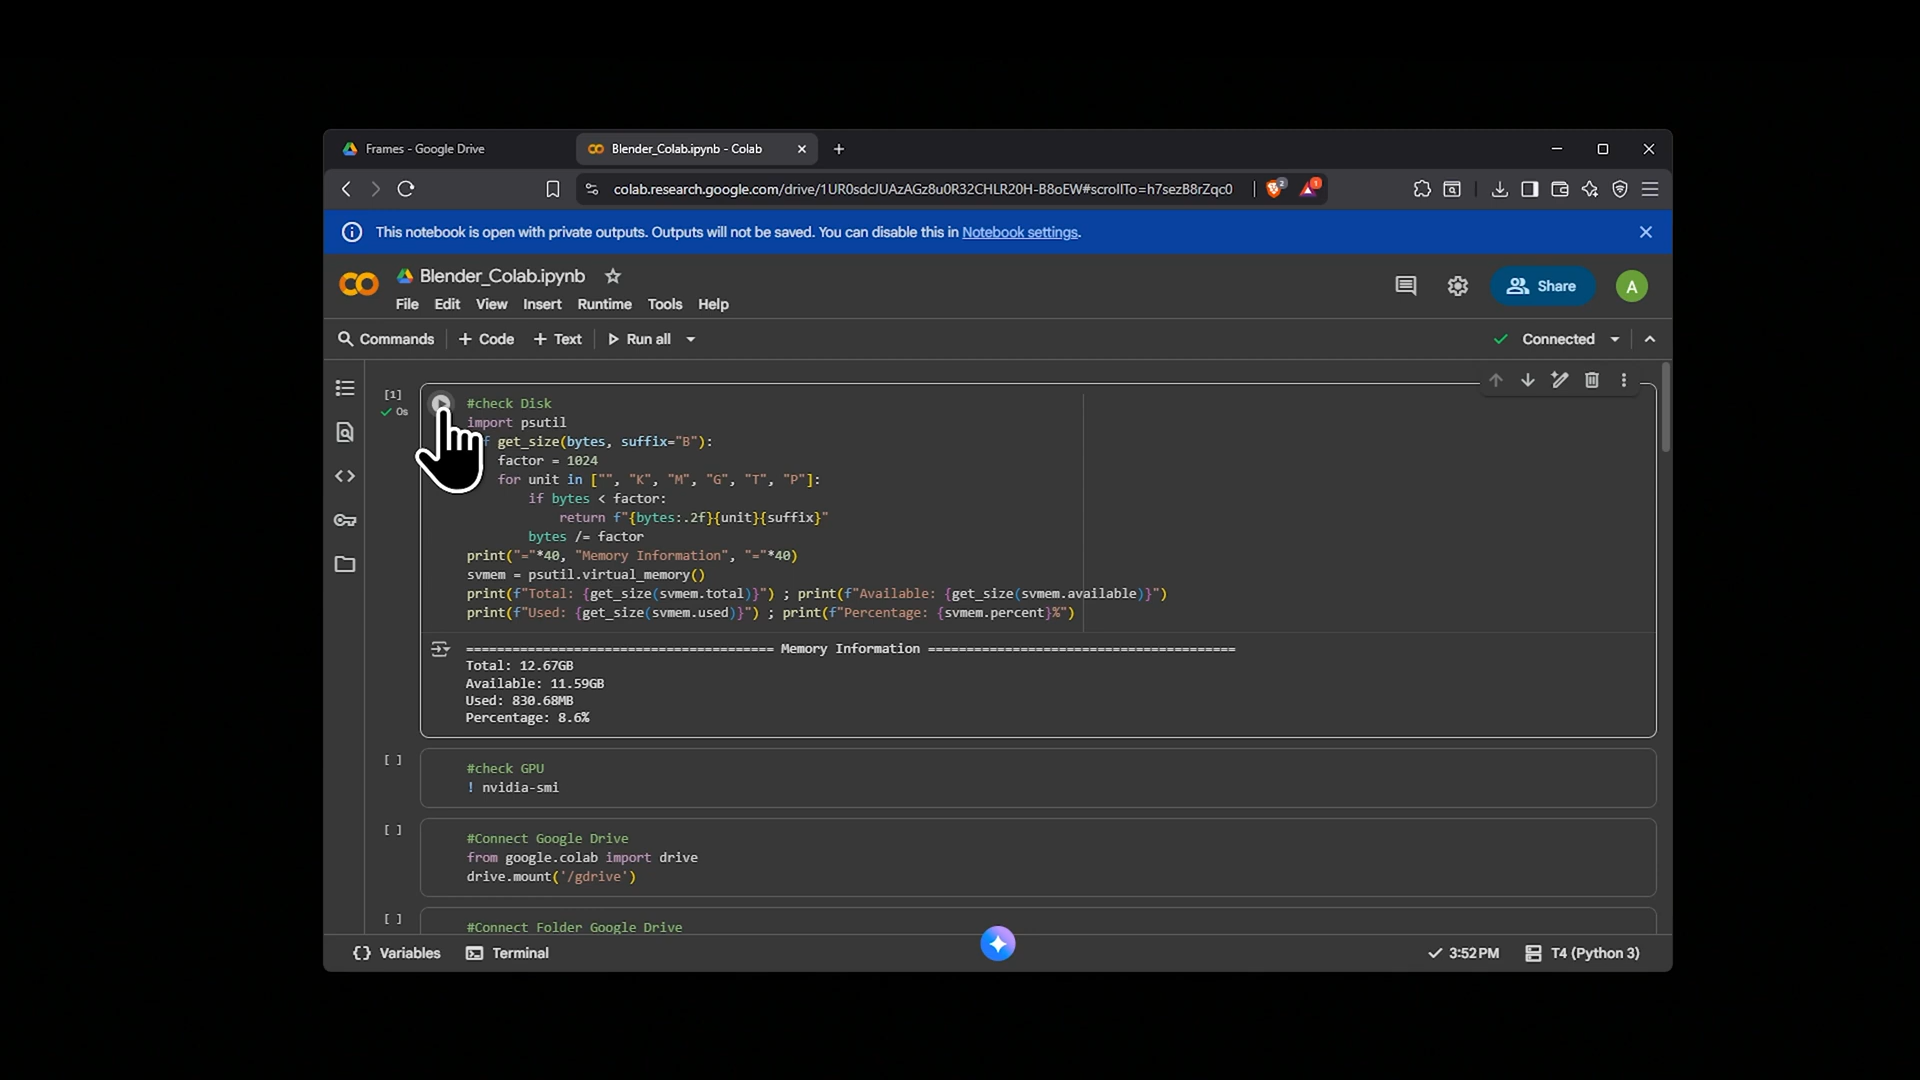 Frames - Google Drive
Blender_Colab.ipynb - Colab
colab.research.google.com/drive/1UR0sdcJUAzAGz8u0R32CHLR20H-B8oEW#scrollTo=h7sezB8rZqc0
2
1
This notebook is open with private outputs. Outputs will not be saved. You can disable this in Notebook settings.
Blender_Colab.ipynb
File Edit View Insert Runtime Tools Help
Share
A
Commands + Code + Text Run all
Connected
[1]
0s
#check Disk
import psutil
f get_size(bytes, suffix="B"):
factor = 1024
for unit in ["", "K", "M", "G", "T", "P"]:
if bytes < factor:
return f"{bytes:.2f}{unit}{suffix}"
bytes /= factor
print("="*40, "Memory Information", "="*40)
svmem = psutil.virtual_memory()
print(f"Total: {get_size(svmem.total)}") ; print(f"Available: {get_size(svmem.available)}")
print(f"Used: {get_size(svmem.used)}") ; print(f"Percentage: {svmem.percent}%")
======================================== Memory Information ========================================
Total: 12.67GB
Available: 11.59GB
Used: 830.68MB
Percentage: 8.6%
[ ]
#check GPU
! nvidia-smi
[ ]
#Connect Google Drive
from google.colab import drive
drive.mount('/gdrive')
[ ]
#Connect Folder Google Drive
Variables Terminal
3:52 PM T4 (Python 3)